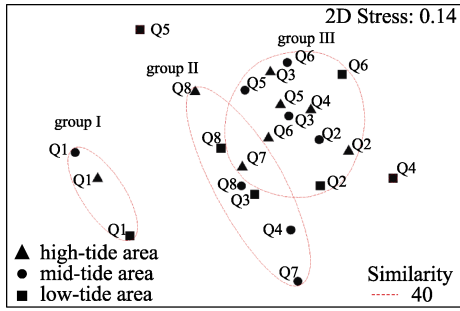 2D Stress: 0.14
Q5
group III
Q6
group II
Q3
Q6
Q8
Q5
Q5
Q4
group I
Q3
Q6
Q2
Q8
Q2
Q1
Q7
Q1
Q8
Q2
Q4
Q3
Q1
Q4
Q7
high-tide area
mid-tide area
low-tide area
Similarity
40